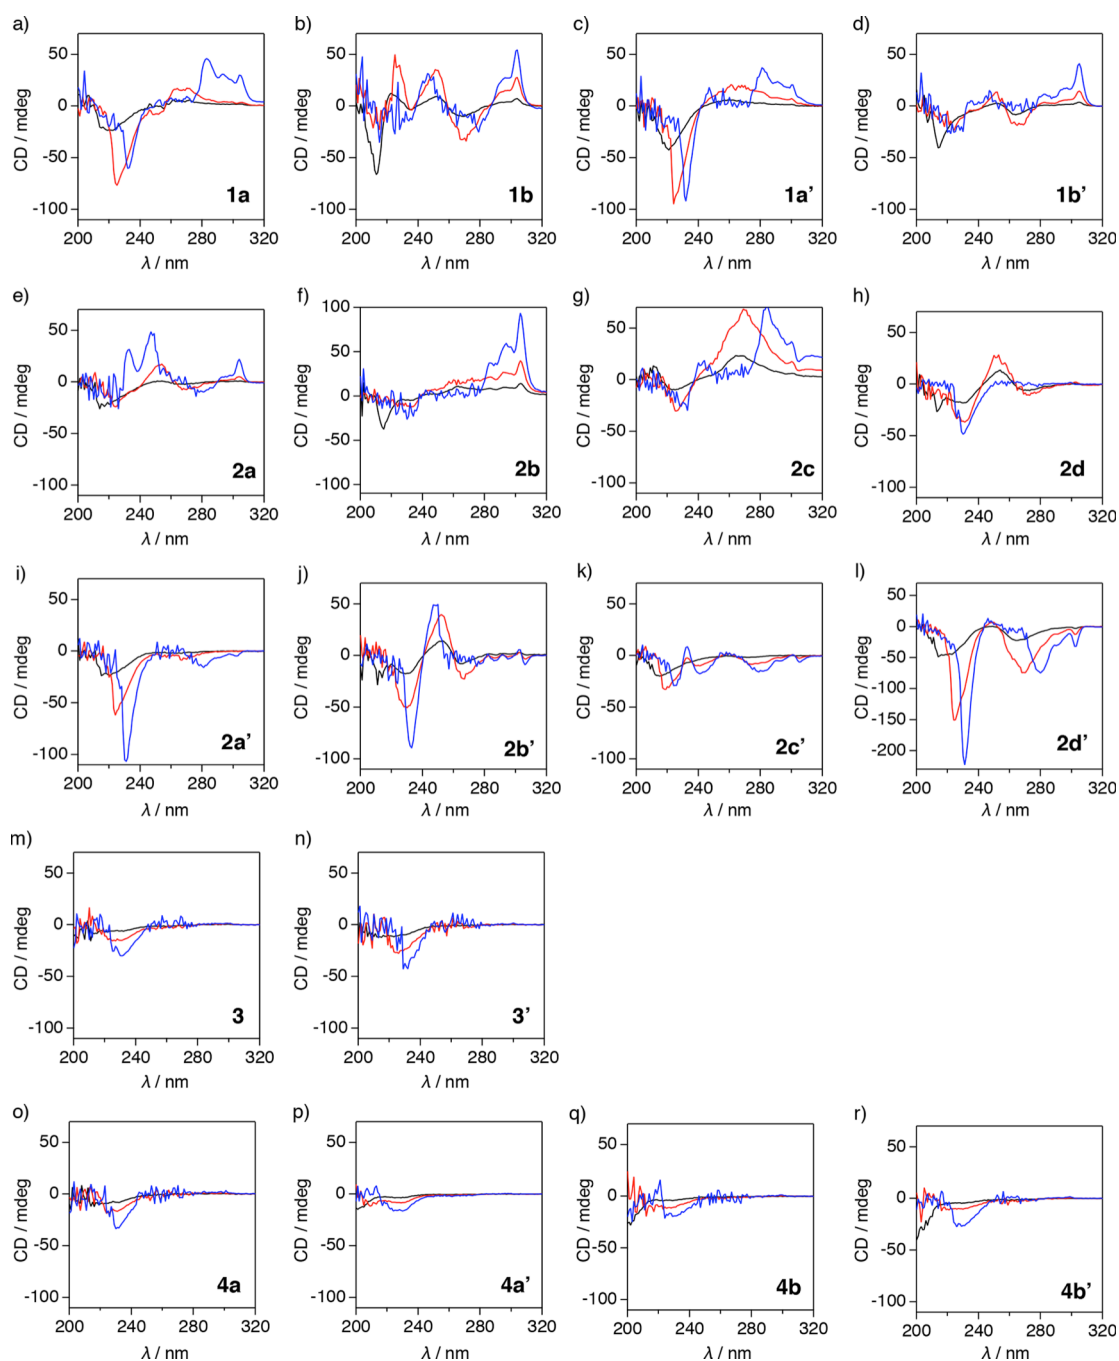 a) b) c) d)
50 50 50 50
0 0 0 0
-50 -50 -50 -50
-100 -100 -100 -100
CD / mdeg CD / mdeg CD / mdeg CD / mdeg
1a 1b 1a’ 1b’
200 240 280 320 200 240 280 320 200 240 280 320 200 240 280 320
λ / nm λ / nm λ / nm λ / nm
e) f) g) h)
50 100 50 50
0 50 0 0
-50 0 -50 -50
-100 -50 -100 -100
-100
CD / mdeg CD / mdeg CD / mdeg CD / mdeg
2a 2b 2c 2d
200 240 280 320 200 240 280 320 200 240 280 320 200 240 280 320
λ / nm λ / nm λ / nm λ / nm
i) j) k) l)
50 50 50 50
0 0 0 0
-50 -50 -50 -50
-100 -100 -100 -100
-150
-200
CD / mdeg CD / mdeg CD / mdeg CD / mdeg
2a’ 2b’ 2c’ 2d’
200 240 280 320 200 240 280 320 200 240 280 320 200 240 280 320
λ / nm λ / nm λ / nm λ / nm
m) n)
50 50
0 0
-50 -50
-100 -100
CD / mdeg CD / mdeg
3 3’
200 240 280 320 200 240 280 320
λ / nm λ / nm
o) p) q) r)
50 50 50 50
0 0 0 0
-50 -50 -50 -50
-100 -100 -100 -100
CD / mdeg CD / mdeg CD / mdeg CD / mdeg
4a 4a’ 4b 4b’
200 240 280 320 200 240 280 320 200 240 280 320 200 240 280 320
λ / nm λ / nm λ / nm λ / nm